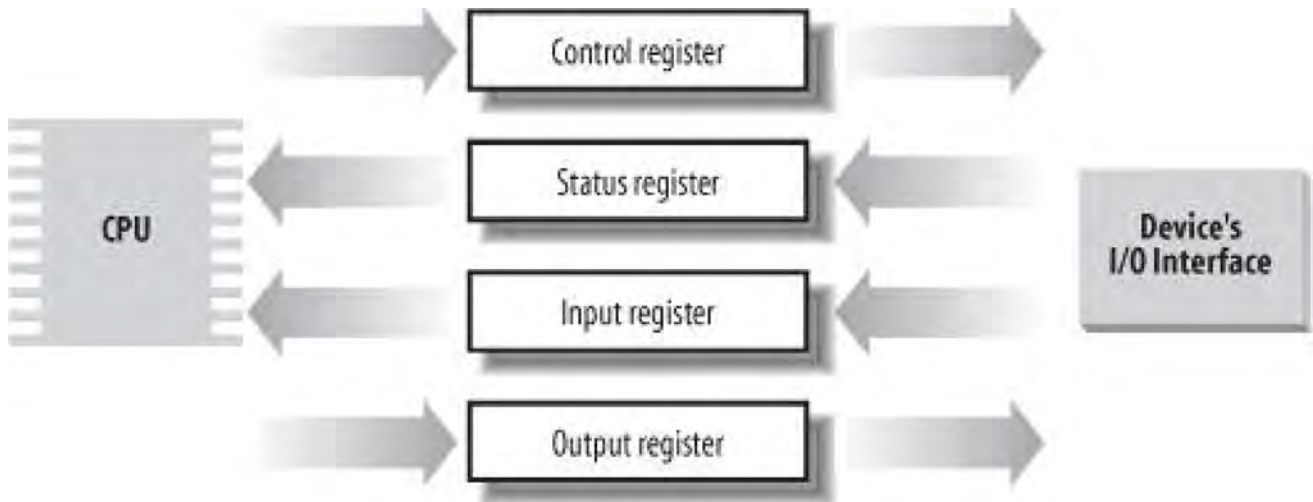 Control register
Status register
CPU
Device's
I/O Interface
Input register
Output register